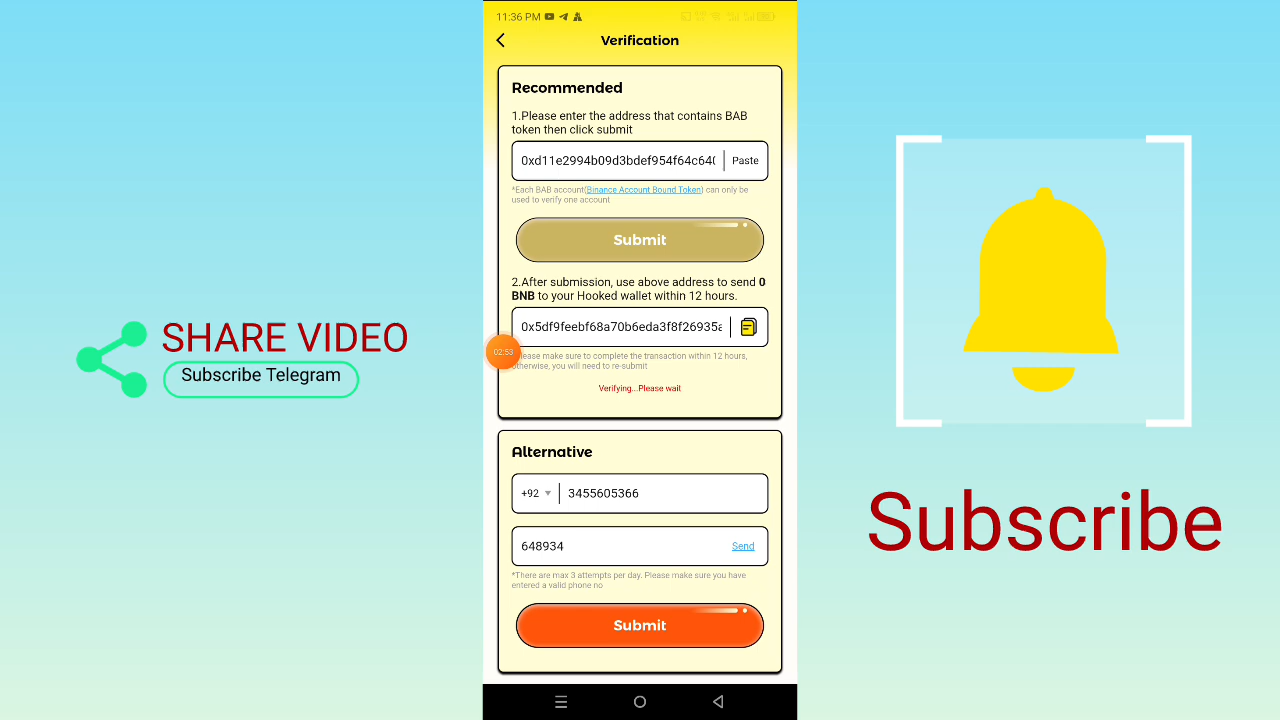 11:36 PM
Verification
Recommended
1.Please enter the address that contains BAB
token then click submit
0xd11e2994b09d3bdef954f64c640
Paste
*Each BAB account(Binance Account Bound Token) can only be
used to verify one account
Submit
2.After submission, use above address to send 0
BNB to your Hooked wallet within 12 hours.
0x5df9feebf68a70b6eda3f8f26935a
02:53
Please make sure to complete the transaction within 12 hours,
otherwise, you will need to re-submit
Verifying...Please wait
Alternative
+92
3455605366
648934
Send
*There are max 3 attempts per day. Please make sure you have
entered a valid phone no
Submit
SHARE VIDEO
Subscribe Telegram
Subscribe